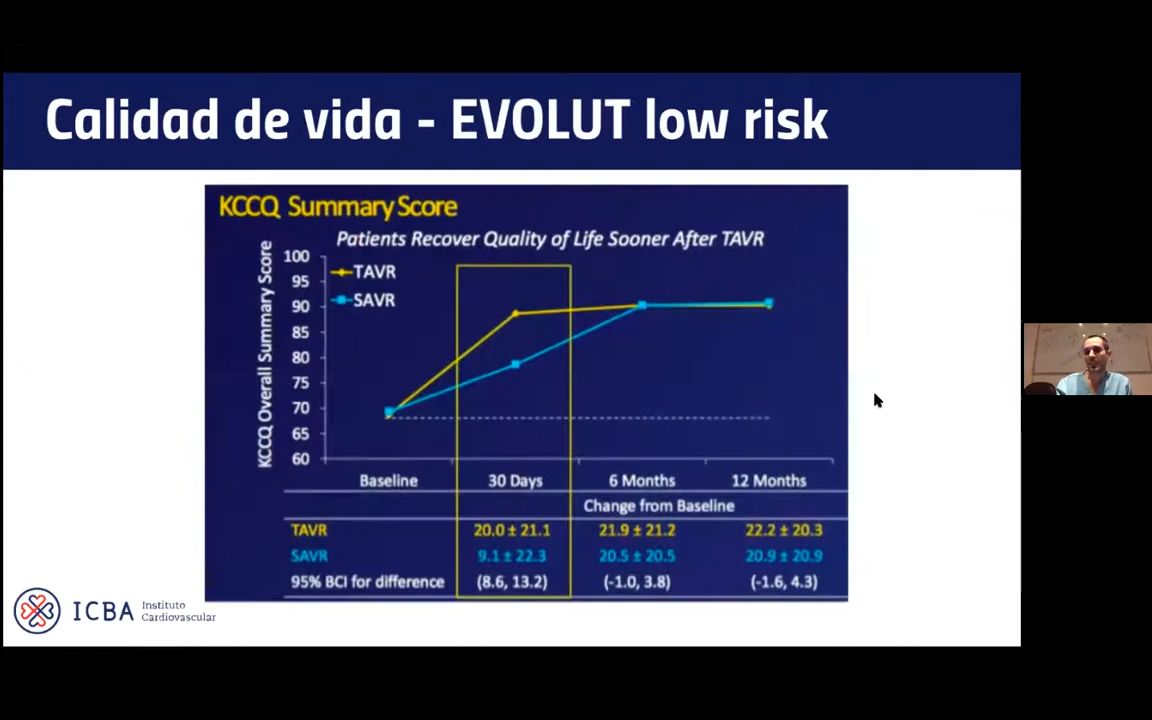 Calidad de vida - EVOLUT low risk
KCCQ Summary Score
Patients Recover Quality of Life Sooner After TAVR
KCCQ Overall Summary Score
100
95
90
85
80
75
70
65
60
TAVR
SAVR
Baseline 30 Days 6 Months 12 Months
Change from Baseline
TAVR 20.0 ± 21.1 21.9 ± 21.2 22.2 ± 20.3
SAVR 9.1 ± 22.3 20.5 ± 20.5 20.9 ± 20.9
95% BCI for difference (8.6, 13.2) (-1.0, 3.8) (-1.6, 4.3)
ICBA Instituto
Cardiovascular